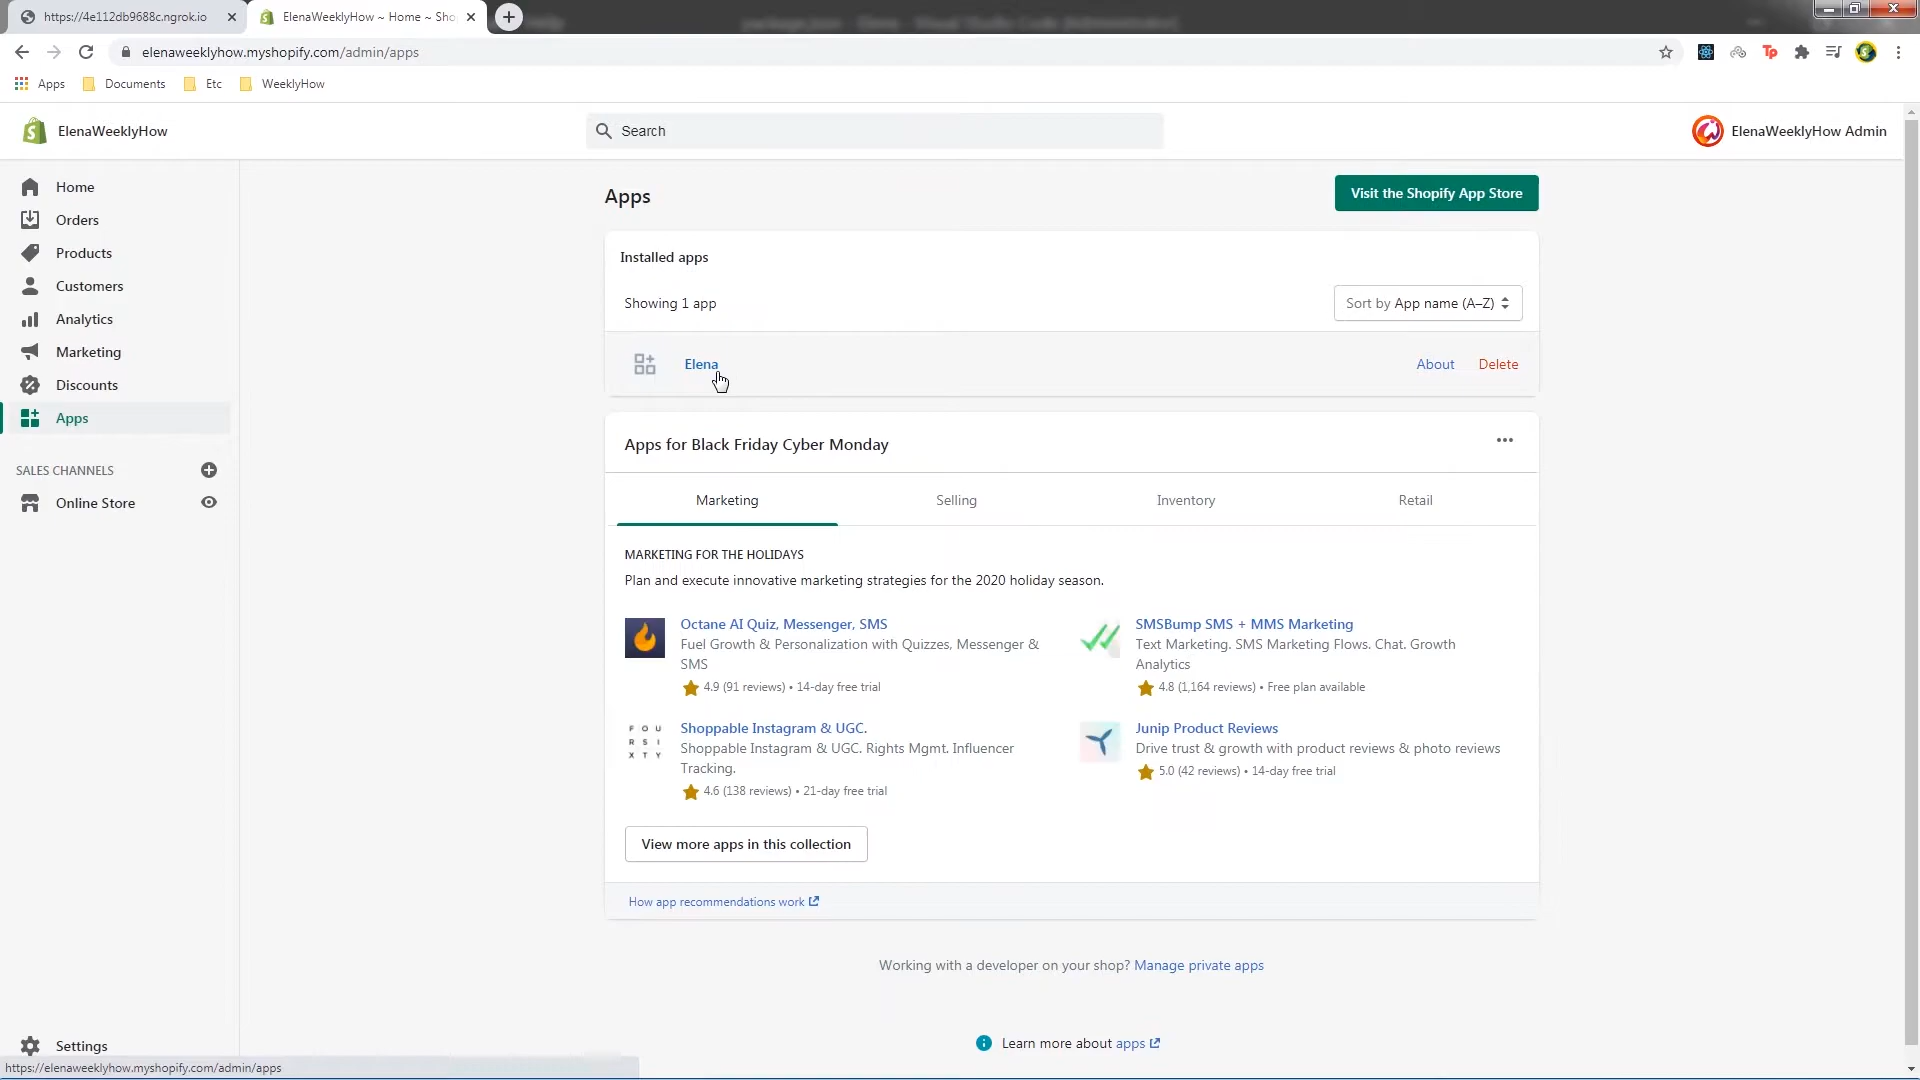 https://4e112db9688c.ngrok.io
ElenaWeeklyHow ~ Home ~ Sho
elenaweeklyhow.myshopify.com/admin/apps
Apps
Documents
Etc
WeeklyHow
ElenaWeeklyHow
Search
ElenaWeeklyHow Admin
Home
Orders
Products
Customers
Analytics
Marketing
Discounts
Apps
SALES CHANNELS
Online Store
Settings
Apps
Visit the Shopify App Store
Installed apps
Showing 1 app
Sort by App name (A–Z)
Elena
About
Delete
Apps for Black Friday Cyber Monday
Marketing
Selling
Inventory
Retail
MARKETING FOR THE HOLIDAYS
Plan and execute innovative marketing strategies for the 2020 holiday season.
Octane AI Quiz, Messenger, SMS
Fuel Growth & Personalization with Quizzes, Messenger &
SMS
4.9 (91 reviews) • 14-day free trial
SMSBump SMS + MMS Marketing
Text Marketing. SMS Marketing Flows. Chat. Growth
Analytics
4.8 (1,164 reviews) • Free plan available
FOU
RSI
XTY
Shoppable Instagram & UGC.
Shoppable Instagram & UGC. Rights Mgmt. Influencer
Tracking.
4.6 (138 reviews) • 21-day free trial
Junip Product Reviews
Drive trust & growth with product reviews & photo reviews
5.0 (42 reviews) • 14-day free trial
View more apps in this collection
How app recommendations work
Working with a developer on your shop? Manage private apps
Learn more about apps
https://elenaweeklyhow.myshopify.com/admin/apps